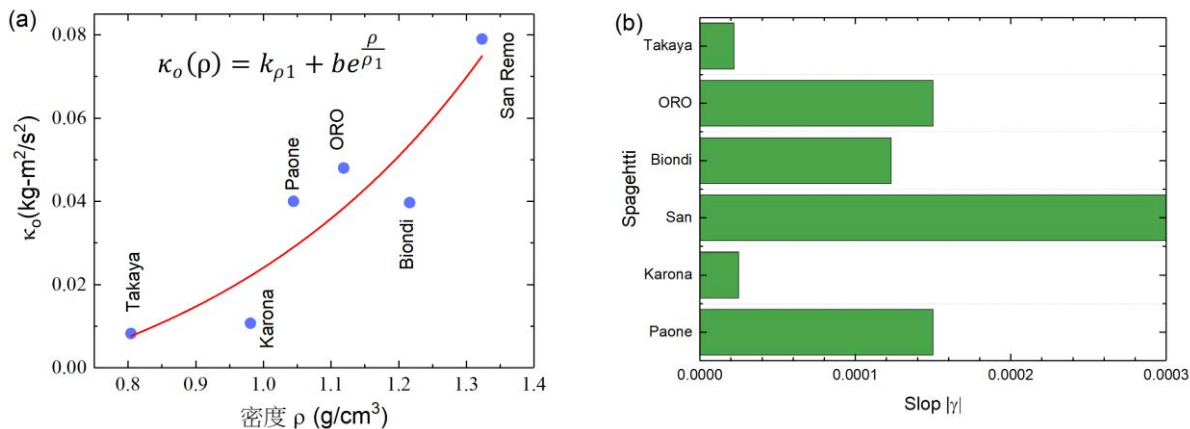 (a)
κₒ(ρ) = k_ρ1 + be^(ρ/ρ₁)
κₒ(kg-m²/s²)
0.08
0.06
0.04
0.02
0.00
Takaya
Karona
Paone
ORO
Biondi
San Remo
0.8 0.9 1.0 1.1 1.2 1.3 1.4
密度 ρ (g/cm³)
(b)
Spagehtti
Takaya
ORO
Biondi
San
Karona
Paone
0.0000 0.0001 0.0002 0.0003
Slop |γ|